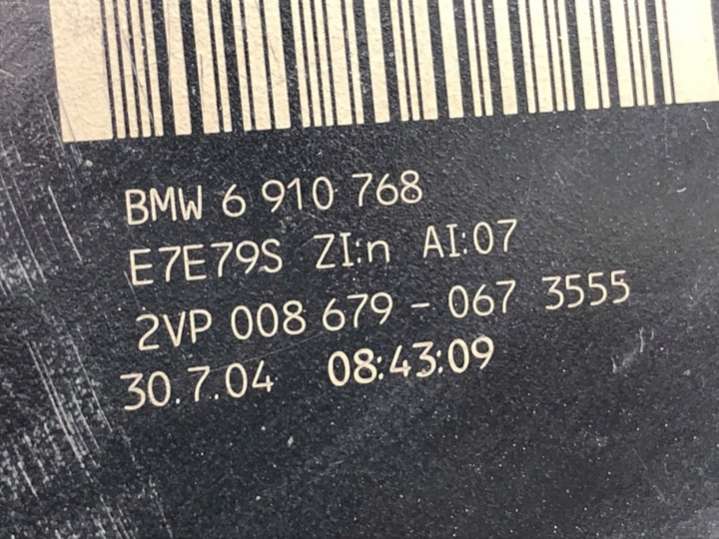 BMW 6 910 768
E7E79S ZI:n AI:07
2VP 008 679 - 067 3555
30.7.04 08:43:09